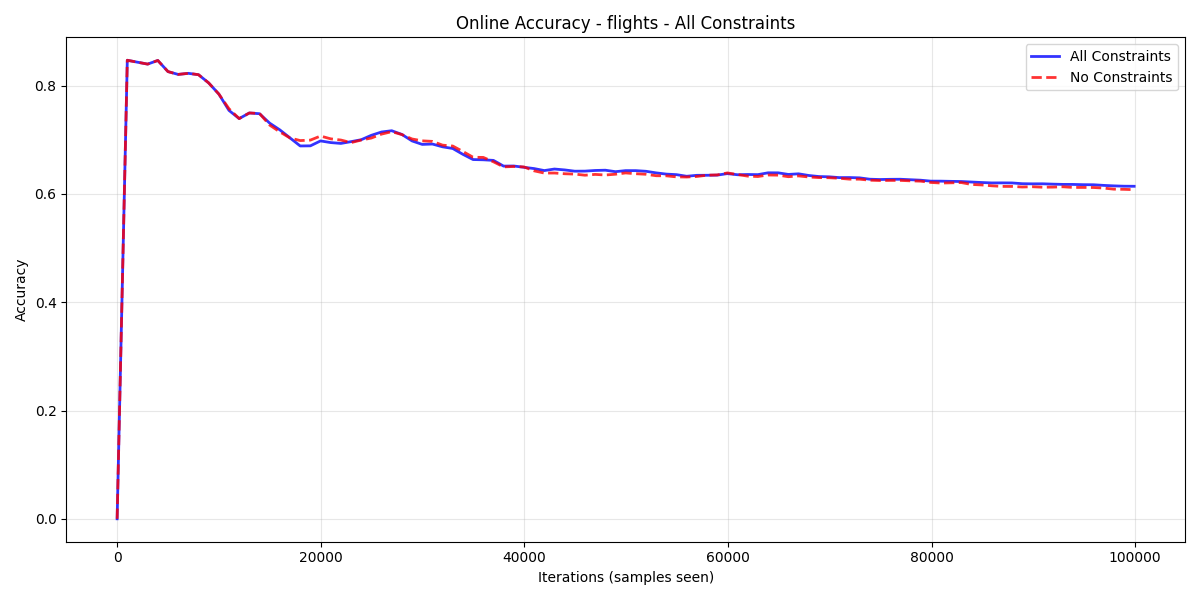 Online Accuracy - flights - All Constraints
All Constraints
No Constraints
Accuracy
0.8
0.6
0.4
0.2
0.0
0 20000 40000 60000 80000 100000
Iterations (samples seen)